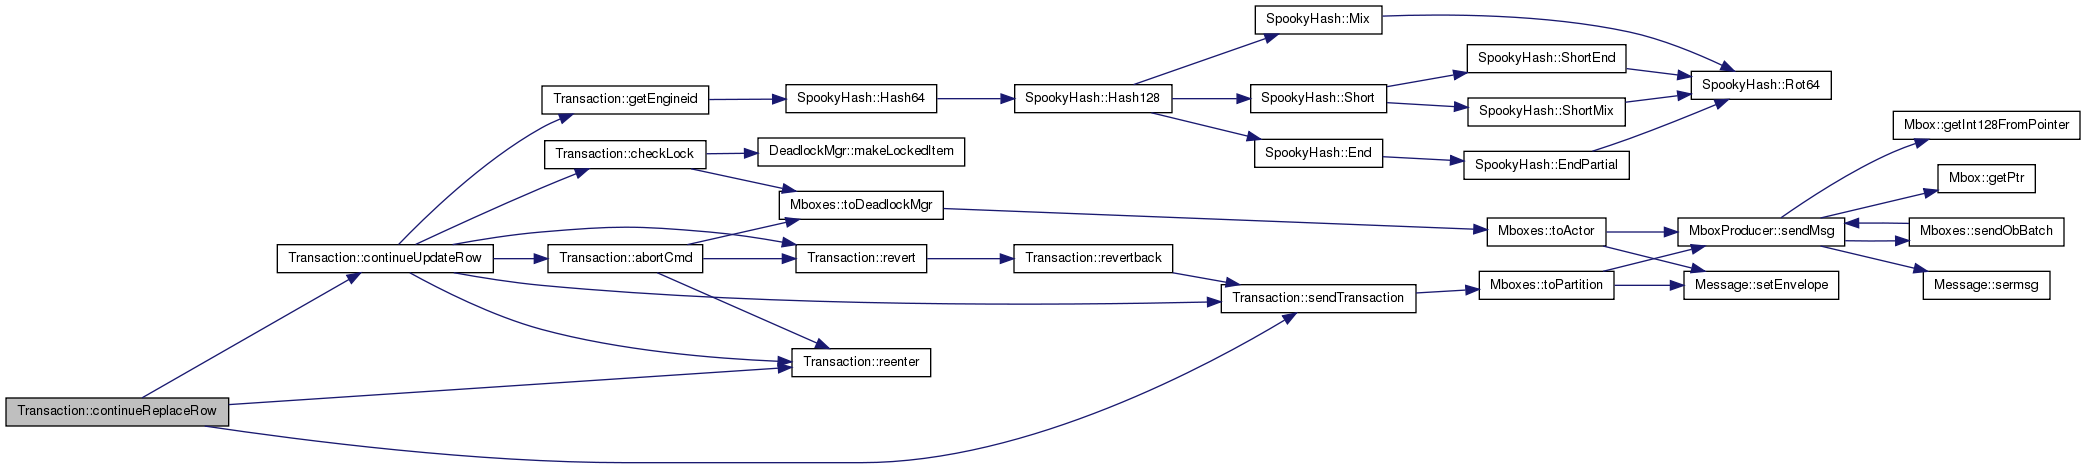 SpookyHash::Mix
SpookyHash::ShortEnd
Transaction::getEngineid
SpookyHash::Hash64
SpookyHash::Hash128
SpookyHash::Short
SpookyHash::Rot64
SpookyHash::ShortMix
Mbox::getInt128FromPointer
Transaction::checkLock
DeadlockMgr::makeLockedItem
SpookyHash::End
SpookyHash::EndPartial
Mbox::getPtr
Mboxes::toDeadlockMgr
Mboxes::toActor
MboxProducer::sendMsg
Mboxes::sendObBatch
Transaction::continueUpdateRow
Transaction::abortCmd
Transaction::revert
Transaction::revertback
Transaction::sendTransaction
Mboxes::toPartition
Message::setEnvelope
Message::sermsg
Transaction::reenter
Transaction::continueReplaceRow